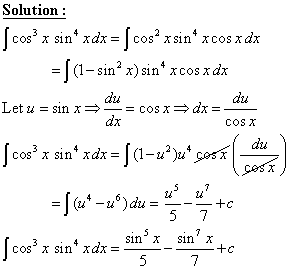 Solution :
∫cos³ x sin⁴ x dx = ∫cos² x sin⁴ x cos x dx
= ∫(1 − sin² x) sin⁴ x cos x dx
Let u = sin x ⇒ du/dx = cos x ⇒ dx = du/cos x
∫cos³ x sin⁴ x dx = ∫(1 − u²)u⁴ cos x (du/cos x)
= ∫(u⁴ − u⁶) du = u⁵/5 − u⁷/7 + c
∫cos³ x sin⁴ x dx = sin⁵ x/5 − sin⁷ x/7 + c